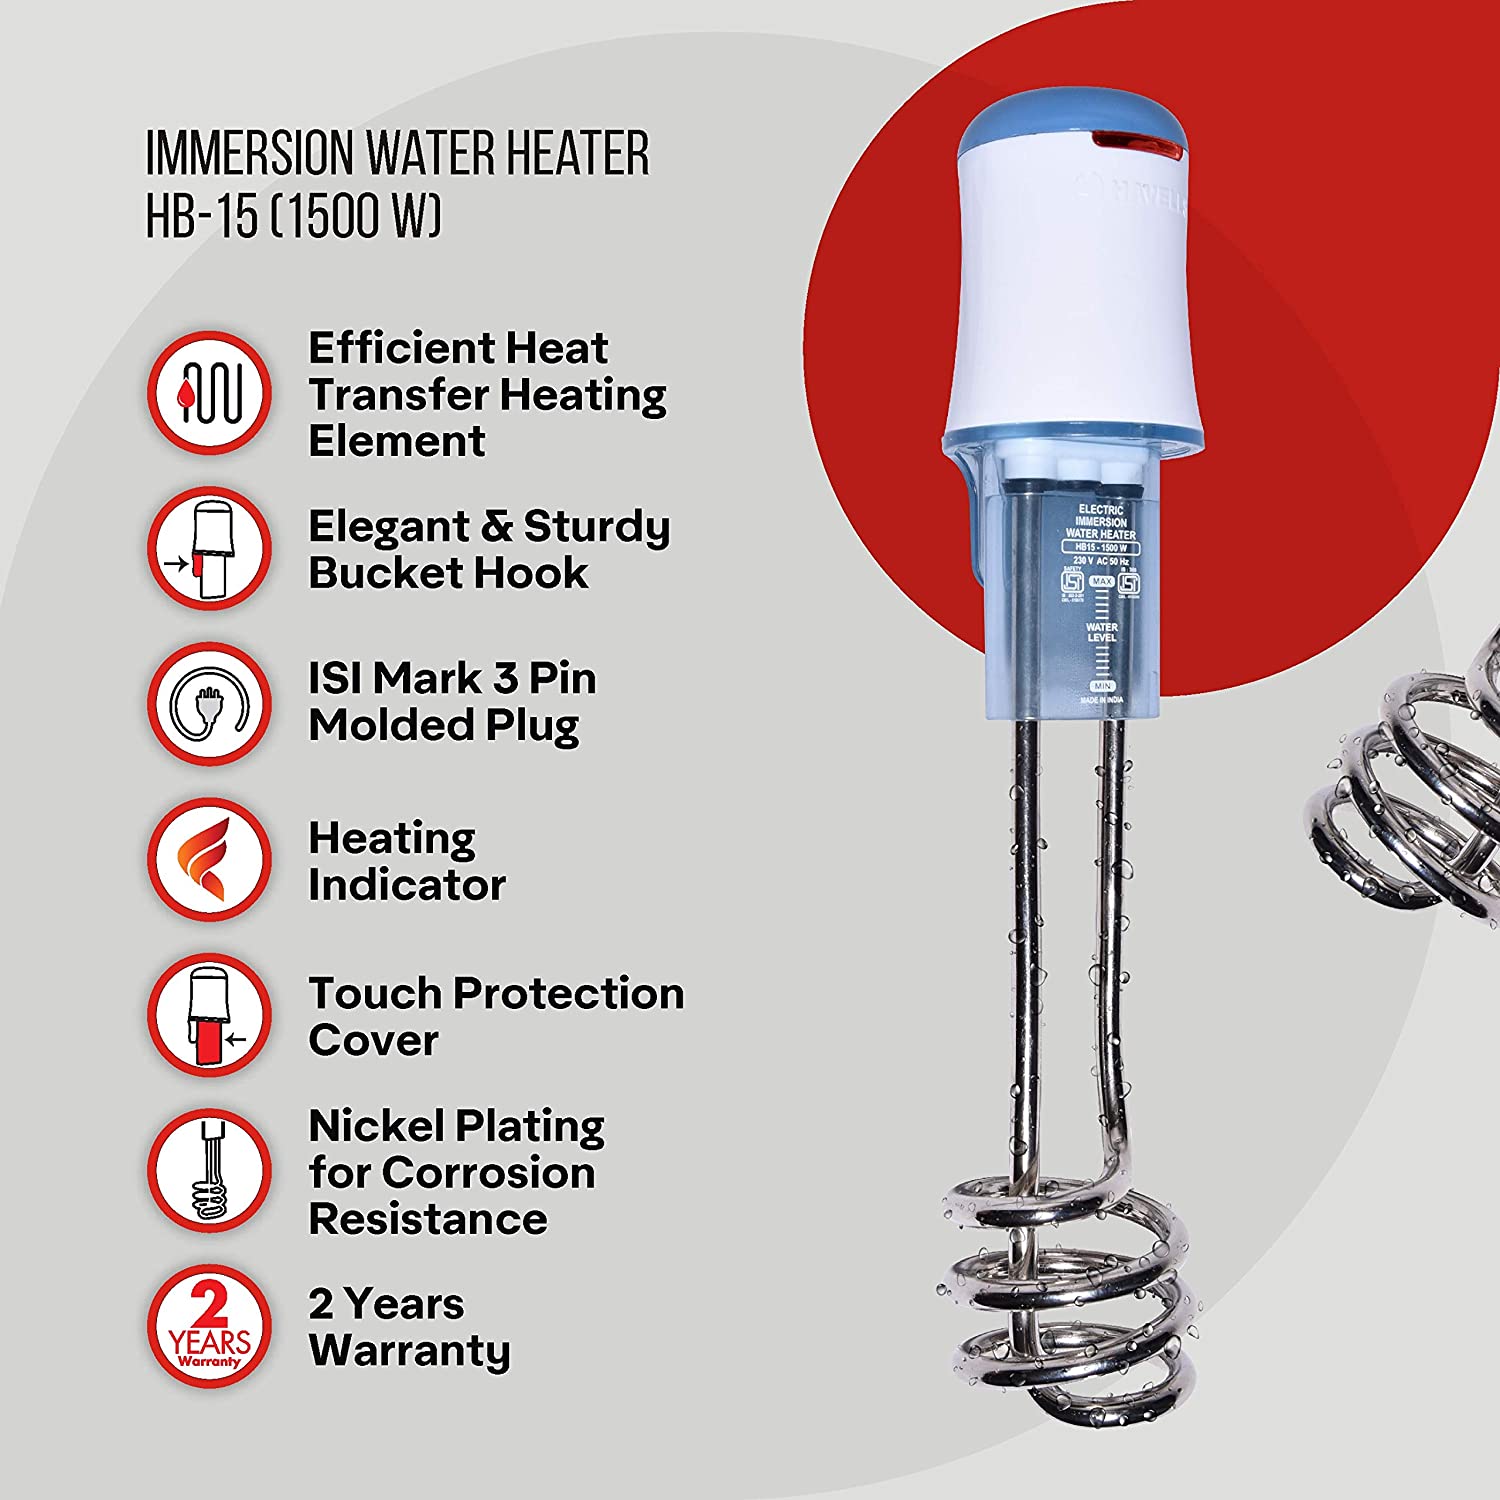 IMMERSION WATER HEATER
HB-15 (1500 W)
Efficient Heat
Transfer Heating
Element
Elegant & Sturdy
Bucket Hook
ISI Mark 3 Pin
Molded Plug
Heating
Indicator
Touch Protection
Cover
Nickel Plating
for Corrosion
Resistance
2
YEARS
Warranty
2 Years
Warranty
HAVELLS
ELECTRIC
IMMERSION
WATER HEATER
HB15 - 1500 W
230 V AC 50 Hz
SAFETY
MAX
WATER
LEVEL
MIN
MADE IN INDIA